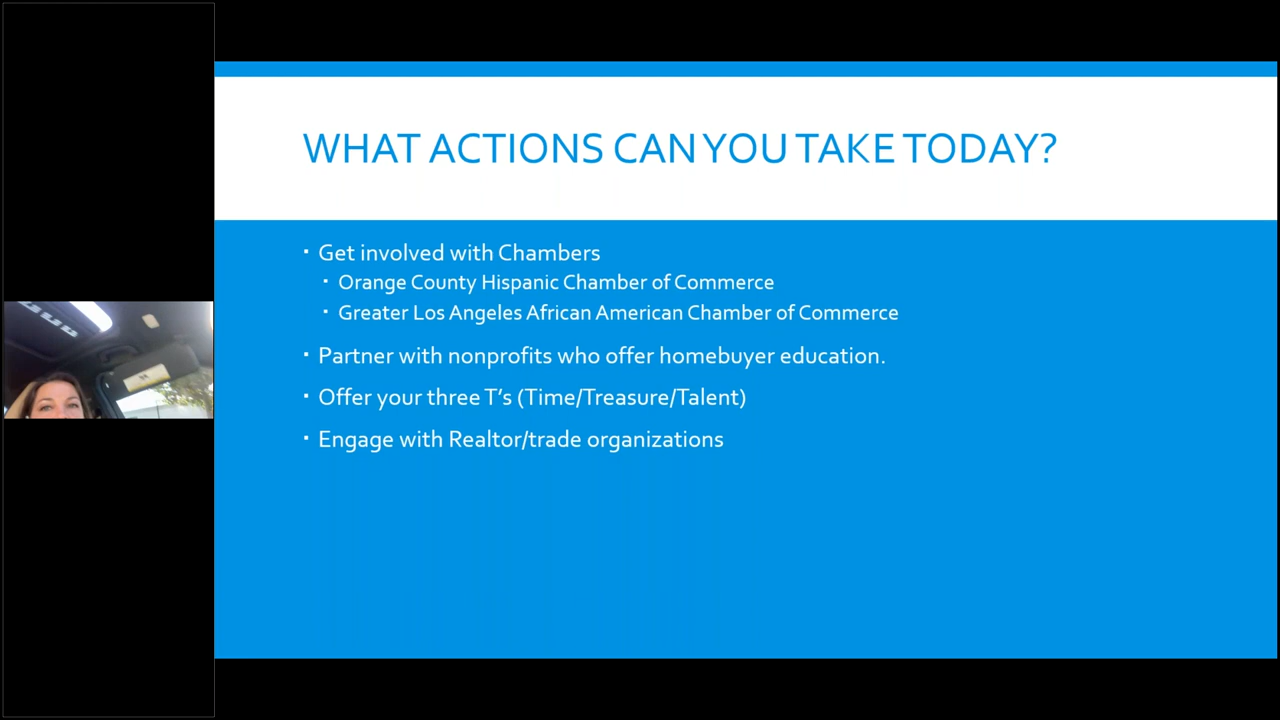 WHAT ACTIONS CAN YOU TAKE TODAY?
Get involved with Chambers
Orange County Hispanic Chamber of Commerce
Greater Los Angeles African American Chamber of Commerce
Partner with nonprofits who offer homebuyer education.
Offer your three T’s (Time/Treasure/Talent)
Engage with Realtor/trade organizations